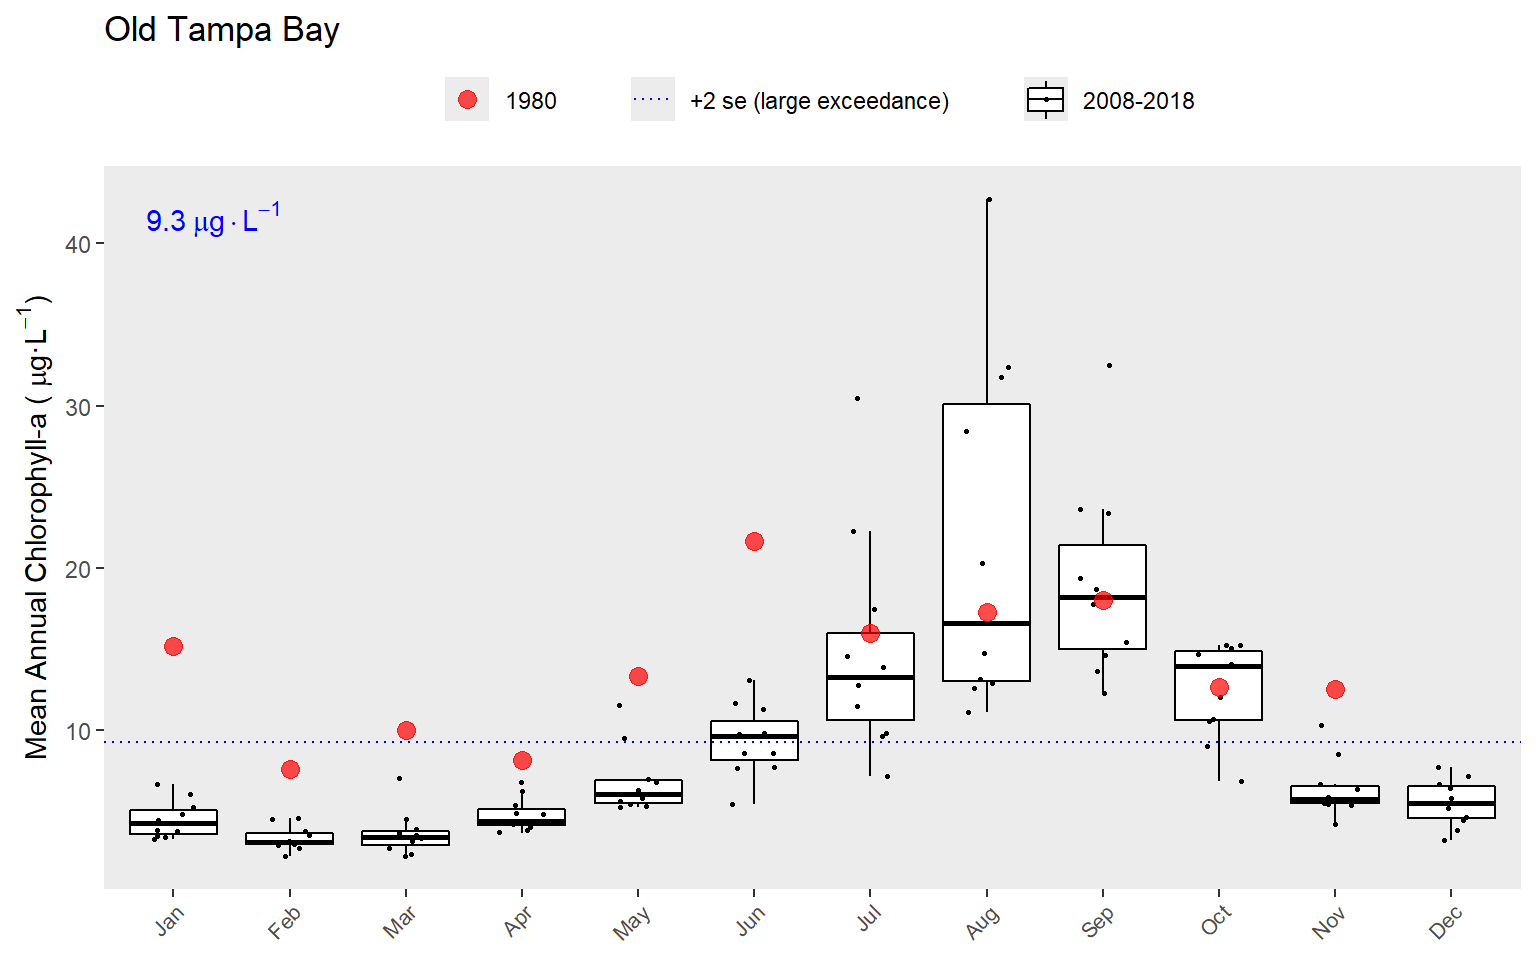 Old Tampa Bay
1980
+2 se (large exceedance)
2008-2018
9.3 μg·L⁻¹
Mean Annual Chlorophyll-a ( μg·L⁻¹)
40
30
20
10
Jan
Feb
Mar
Apr
May
Jun
Jul
Aug
Sep
Oct
Nov
Dec